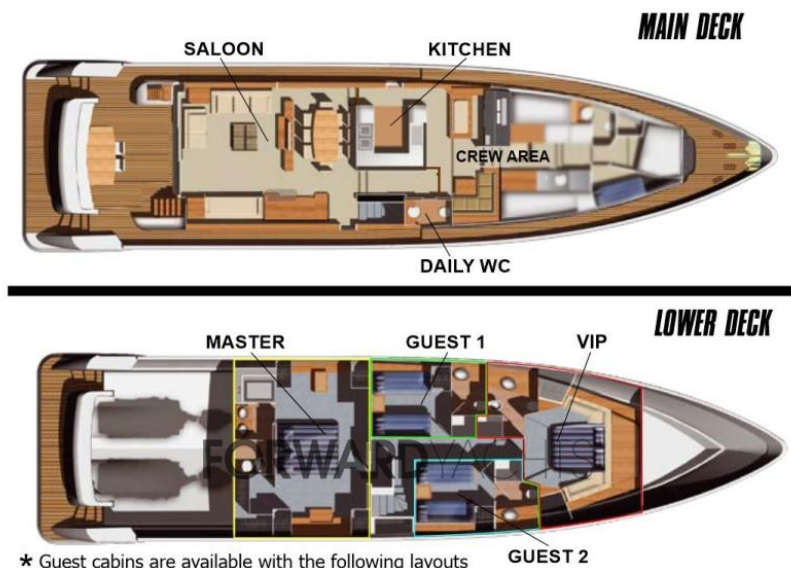 MAIN DECK
SALOON
KITCHEN
CREW AREA
DAILY WC
LOWER DECK
MASTER
GUEST 1
VIP
FORWARDYACHTS
GUEST 2
* Guest cabins are available with the following layouts